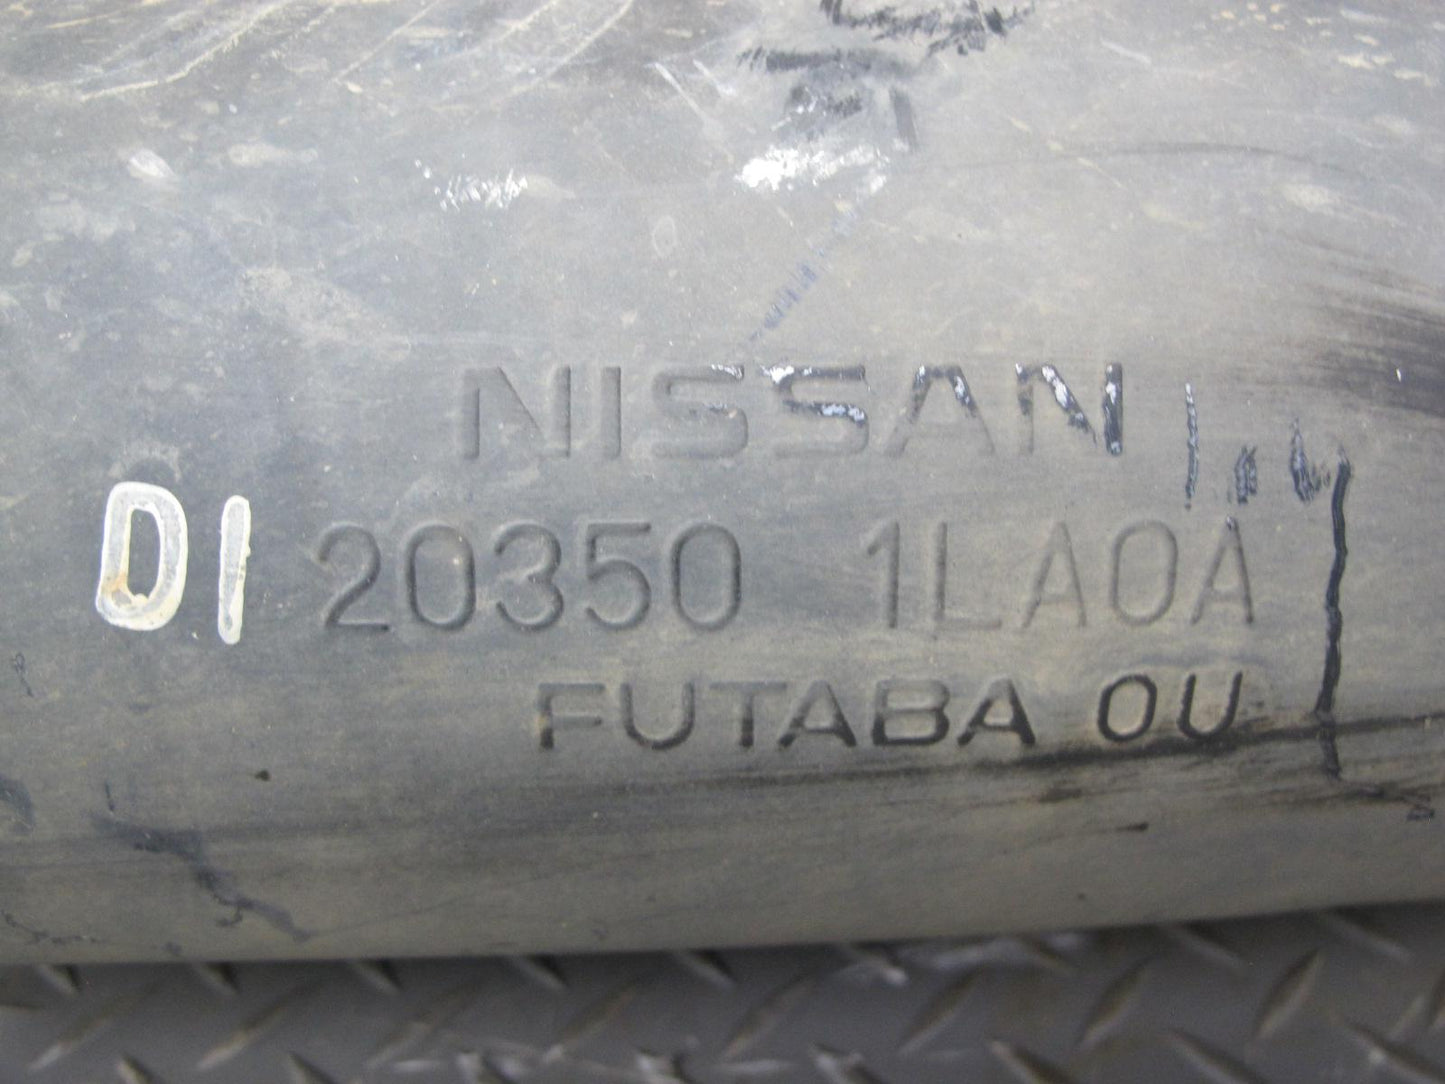 NISSAN
DI 20350 1LA0A
FUTABA 0U